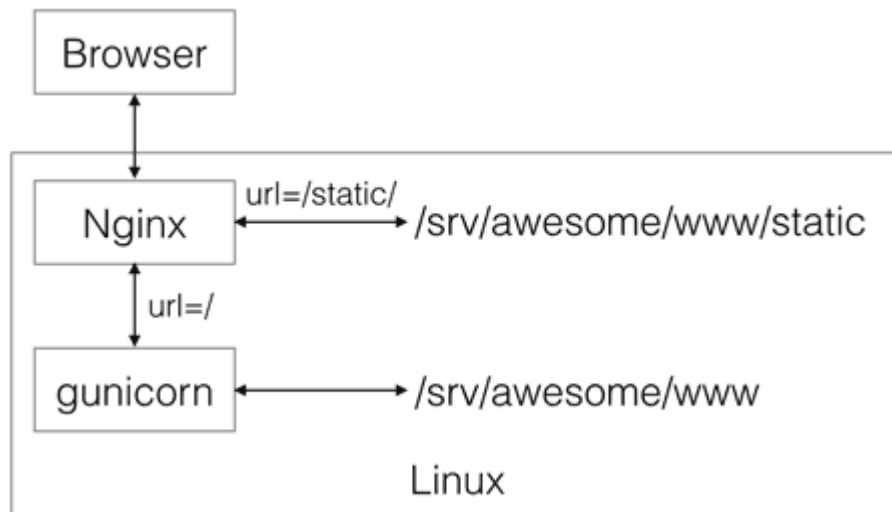 Browser
Nginx
url=/static/
/srv/awesome/www/static
url=/
gunicorn
/srv/awesome/www
Linux